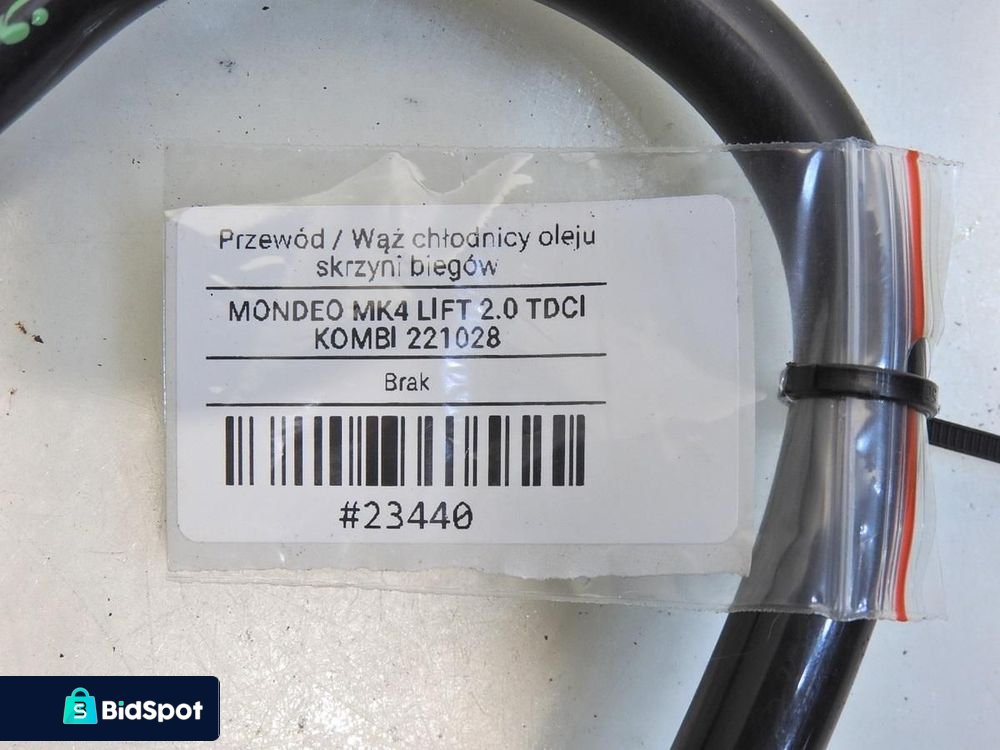 Przewód / Wąż chłodnicy oleju
skrzyni biegów
MONDEO MK4 LIFT 2.0 TDCI
KOMBI 221028
Brak
#23440
BidSpot